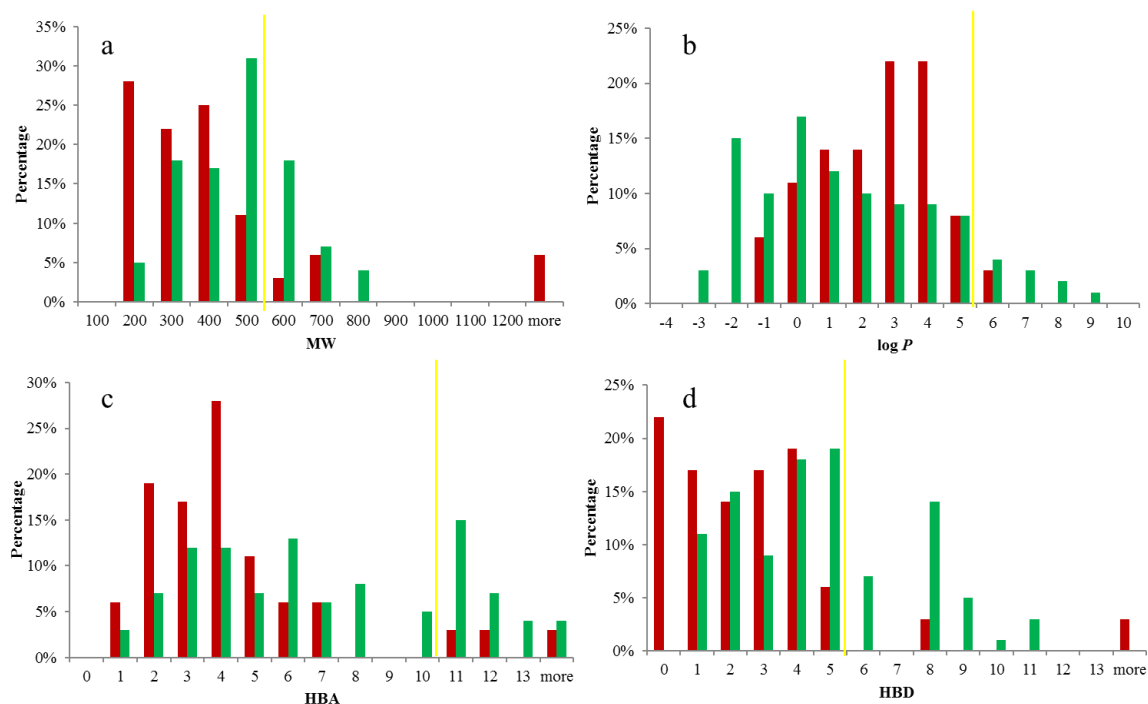 a
Percentage
35%
30%
25%
20%
15%
10%
5%
0%
100 200 300 400 500 600 700 800 900 1000 1100 1200 more
MW
b
Percentage
25%
20%
15%
10%
5%
0%
-4 -3 -2 -1 0 1 2 3 4 5 6 7 8 9 10
log P
c
Percentage
30%
25%
20%
15%
10%
5%
0%
0 1 2 3 4 5 6 7 8 9 10 11 12 13 more
HBA
d
Percentage
25%
20%
15%
10%
5%
0%
0 1 2 3 4 5 6 7 8 9 10 11 12 13 more
HBD